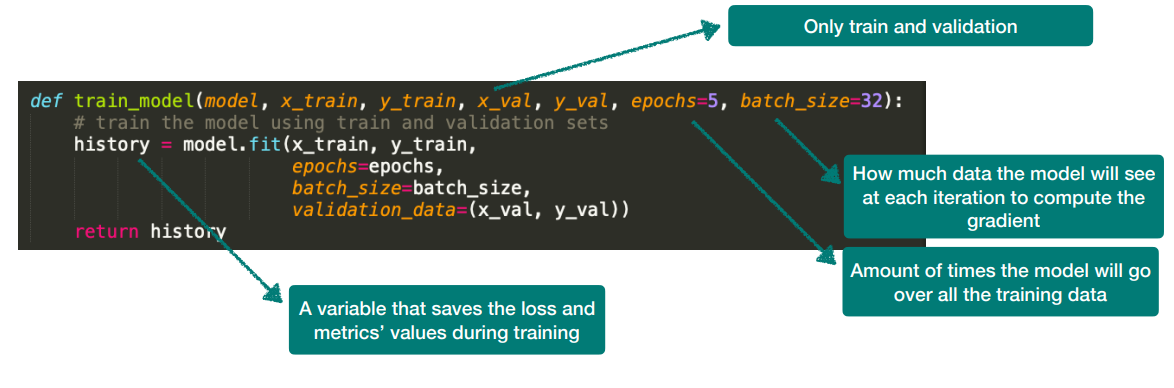 Only train and validation
def train_model(model, x_train, y_train, x_val, y_val, epochs=5, batch_size=32):
# train the model using train and validation sets
history = model.fit(x_train, y_train,
epochs=epochs,
batch_size=batch_size,
validation_data=(x_val, y_val))
return history
How much data the model will see
at each iteration to compute the
gradient
Amount of times the model will go
over all the training data
A variable that saves the loss and
metrics’ values during training